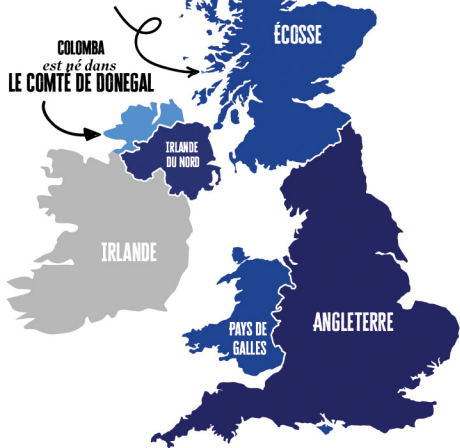 ÉCOSSE
COLOMBA
est né dans
LE COMTÉ DE DONEGAL
IRLANDE
DU NORD
IRLANDE
PAYS DE
GALLES
ANGLETERRE